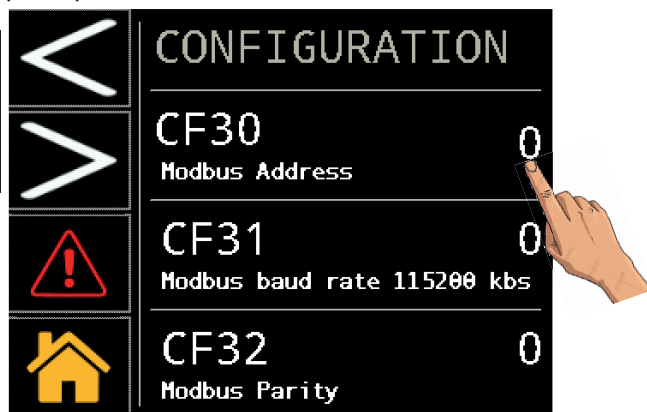 CONFIGURATION
CF30 0
Modbus Address
CF31 0
Modbus baud rate 115200 kbs
CF32 0
Modbus Parity